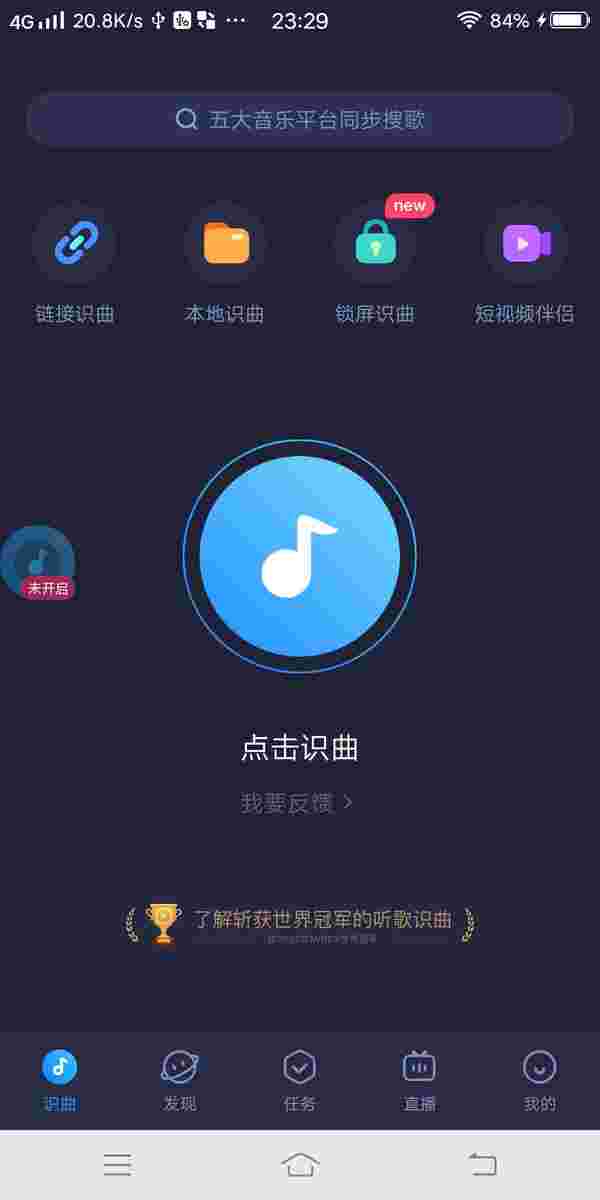 4G 20.8K/s ··· 23:29 84%
五大音乐平台同步搜歌
new
链接识曲 本地识曲 锁屏识曲 短视频伴侣
未开启
点击识曲
我要反馈 >
了解斩获世界冠军的听歌识曲
识曲 发现 任务 直播 我的